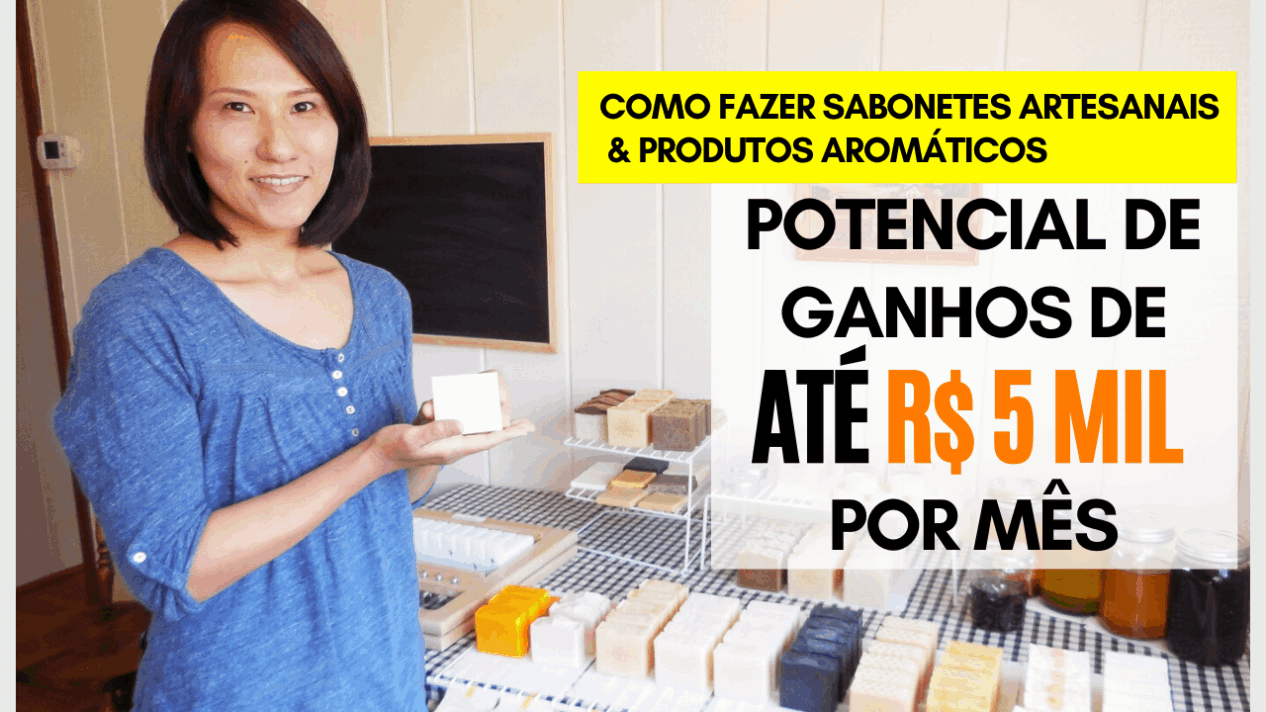 COMO FAZER SABONETES ARTESANAIS
& PRODUTOS AROMÁTICOS
POTENCIAL DE
GANHOS DE
ATÉ R$ 5 MIL
POR MÊS